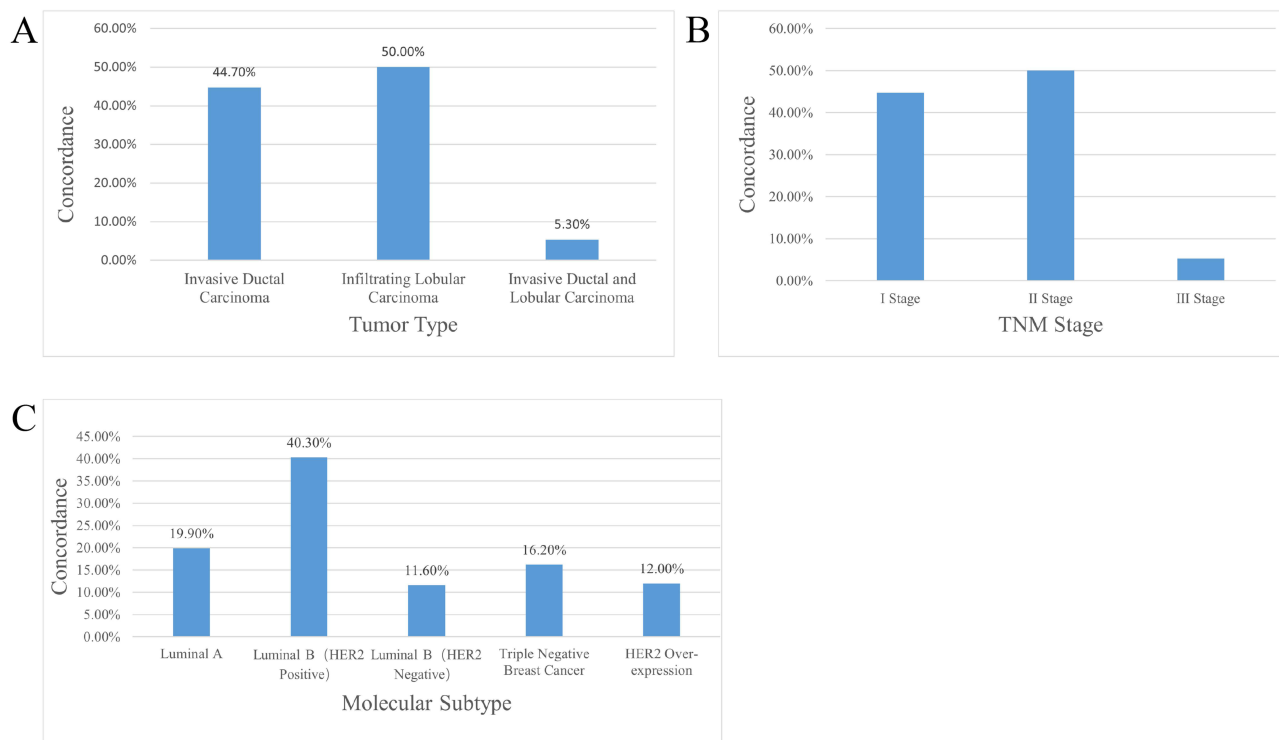 A
60.00%
50.00%
40.00%
30.00%
20.00%
10.00%
0.00%
Concordance
44.70%
50.00%
5.30%
Invasive Ductal
Carcinoma
Infiltrating Lobular
Carcinoma
Invasive Ductal and
Lobular Carcinoma
Tumor Type
B
60.00%
50.00%
40.00%
30.00%
20.00%
10.00%
0.00%
Concordance
I Stage
II Stage
III Stage
TNM Stage
C
45.00%
40.00%
35.00%
30.00%
25.00%
20.00%
15.00%
10.00%
5.00%
0.00%
Concordance
19.90%
40.30%
11.60%
16.20%
12.00%
Luminal A
Luminal B（HER2
Positive）
Luminal B（HER2
Negative）
Triple Negative
Breast Cancer
HER2 Over-
expression
Molecular Subtype